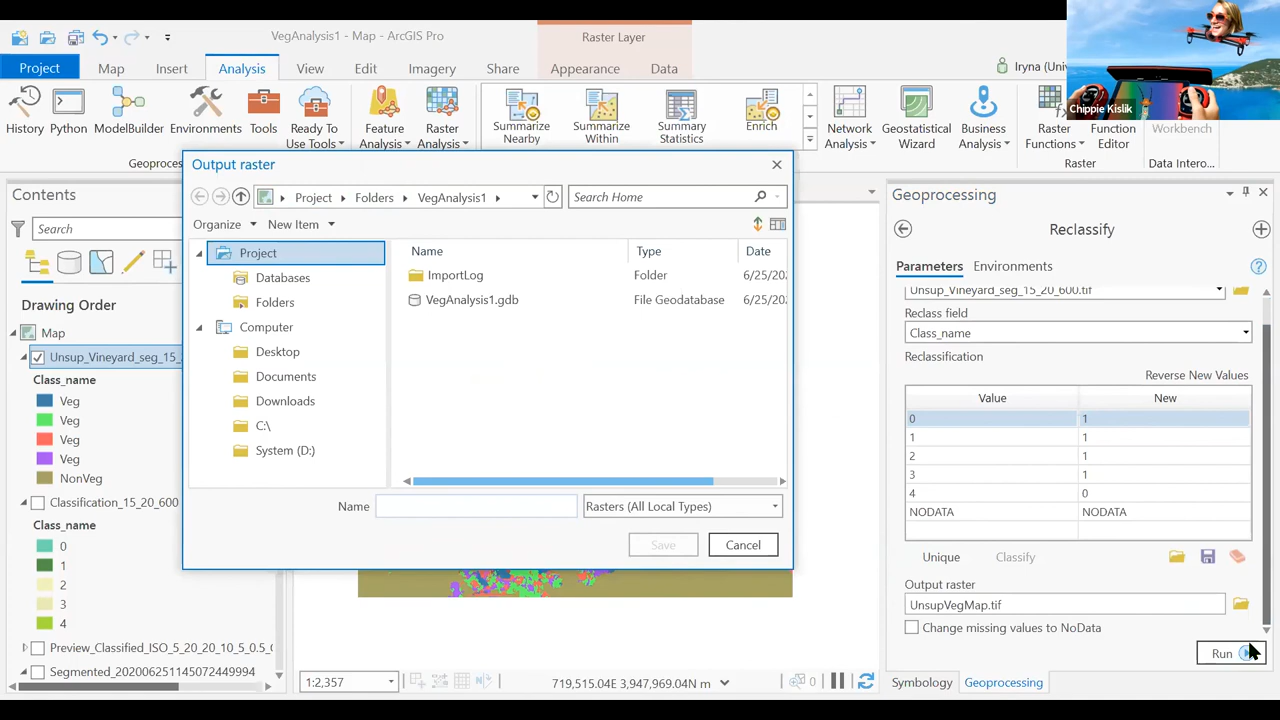 VegAnalysis1 - Map - ArcGIS Pro
Raster Layer
Iryna (Uni
Chippie Kislik
Project Map Insert Analysis View Edit Imagery Share Appearance Data
History Python ModelBuilder Environments Tools Ready To Use Tools Feature Analysis Raster Analysis Summarize Nearby Summarize Within Summary Statistics Enrich Network Analysis Geostatistical Wizard Business Analysis Raster Functions Function Editor Workbench
Geoproces Raster Data Intero...
Contents
Search
Drawing Order
Map
Unsup_Vineyard_seg_15_
Class_name
Veg
Veg
Veg
Veg
NonVeg
Classification_15_20_600
Class_name
0
1
2
3
4
Preview_Classified_ISO_5_20_20_10_5_0.5_0
Segmented_202006251145072449994
Output raster
Project Folders VegAnalysis1
Search Home
Organize New Item
Project
Databases
Folders
Computer
Desktop
Documents
Downloads
C:\
System (D:)
Name Type Date
ImportLog Folder 6/25/202
VegAnalysis1.gdb File Geodatabase 6/25/202
Name Rasters (All Local Types)
Save Cancel
1:2,357 719,515.04E 3,947,969.04N m 0
Geoprocessing
Reclassify
Parameters Environments
Unsup_Vineyard_seg_15_20_600.tif
Reclass field
Class_name
Reclassification
Reverse New Values
Value New
0 1
1 1
2 1
3 1
4 0
NODATA NODATA
Unique Classify
Output raster
UnsupVegMap.tif
Change missing values to NoData
Run
Symbology Geoprocessing